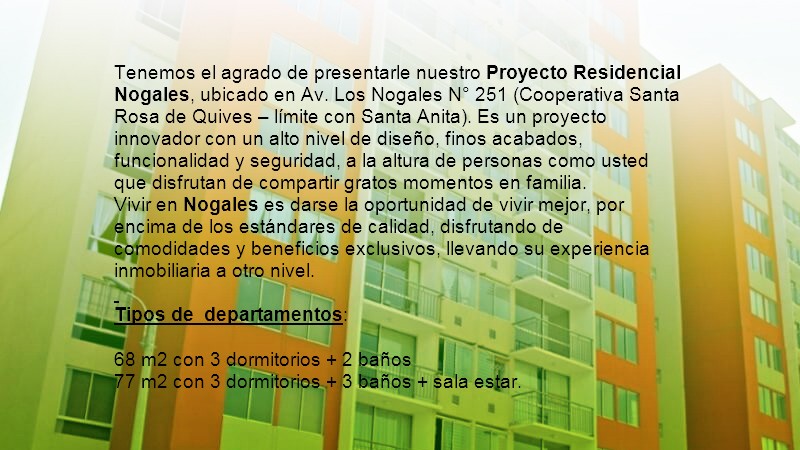 Tenemos el agrado de presentarle nuestro Proyecto Residencial
Nogales, ubicado en Av. Los Nogales N° 251 (Cooperativa Santa
Rosa de Quives – límite con Santa Anita). Es un proyecto
innovador con un alto nivel de diseño, finos acabados,
funcionalidad y seguridad, a la altura de personas como usted
que disfrutan de compartir gratos momentos en familia.
Vivir en Nogales es darse la oportunidad de vivir mejor, por
encima de los estándares de calidad, disfrutando de
comodidades y beneficios exclusivos, llevando su experiencia
inmobiliaria a otro nivel.
Tipos de  departamentos:
68 m2 con 3 dormitorios + 2 baños
77 m2 con 3 dormitorios + 3 baños + sala estar.